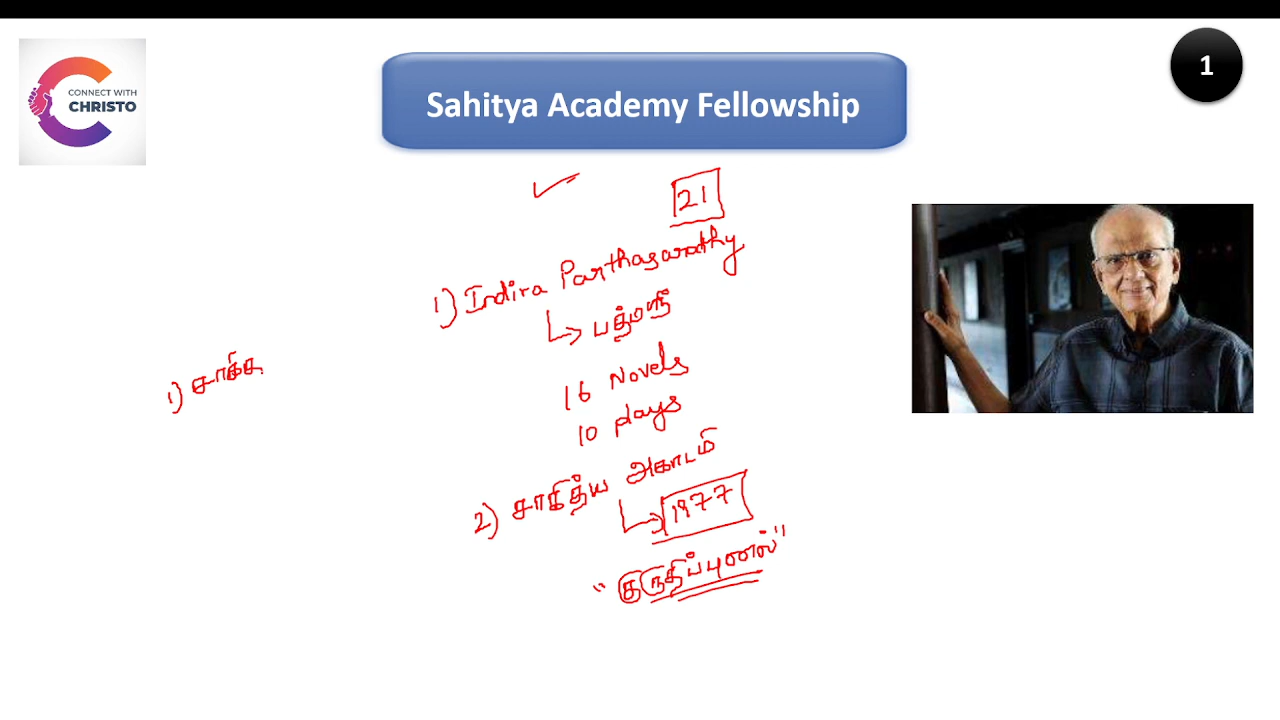 CONNECT WITH
CHRISTO
Sahitya Academy Fellowship
1
21
1) Indira Parthasarathy
பத்மஸ்ரீ
16 Novels
10 plays
1) சாகித்
2) சாகித்ய அகாடமி
1977
"குருதிப்புனல்"